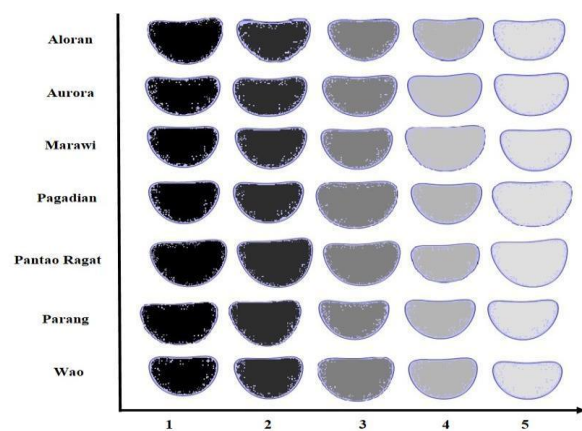 Aloran
Aurora
Marawi
Pagadian
Pantao Ragat
Parang
Wao
1 2 3 4 5